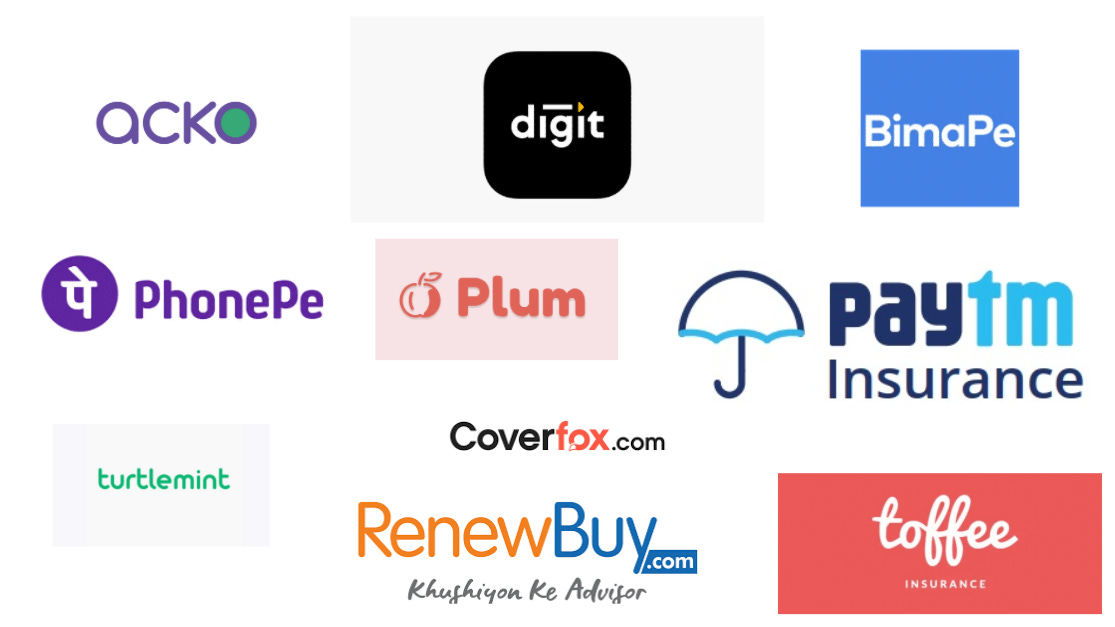 acko
digit
BimaPe
पे PhonePe
Plum
paytm
Insurance
turtlemint
Coverfox.com
RenewBuy.com
Khushiyon Ke Advisor
toffee
INSURANCE